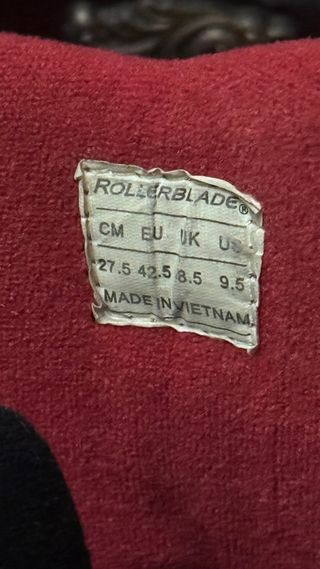 ROLLERBLADE®
CM EU UK US
27.5 42.5 8.5 9.5
MADE IN VIETNAM